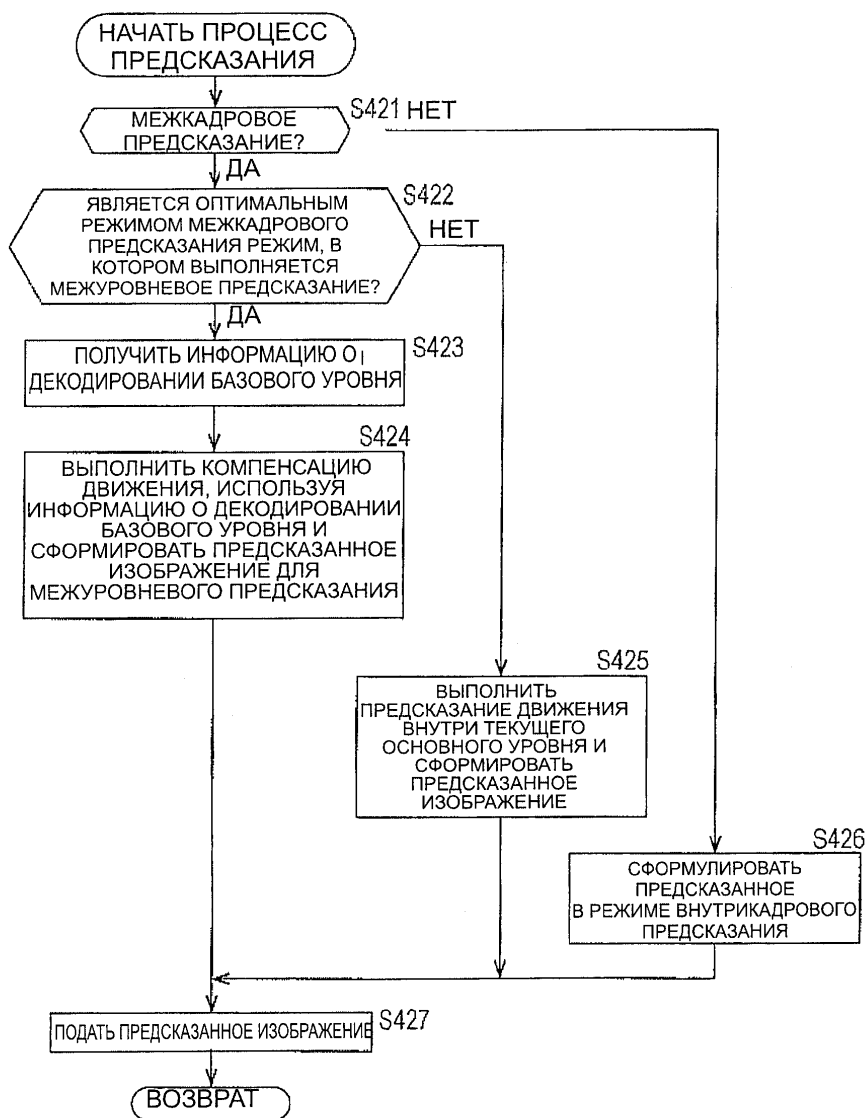 НАЧАТЬ ПРОЦЕСС
ПРЕДСКАЗАНИЯ
S421 НЕТ
МЕЖКАДРОВОЕ
ПРЕДСКАЗАНИЕ?
ДА
S422
ЯВЛЯЕТСЯ ОПТИМАЛЬНЫМ
РЕЖИМОМ МЕЖКАДРОВОГО
ПРЕДСКАЗАНИЯ РЕЖИМ, В
КОТОРОМ ВЫПОЛНЯЕТСЯ
МЕЖУРОВНЕВОЕ ПРЕДСКАЗАНИЕ?
НЕТ
ДА
S423
ПОЛУЧИТЬ ИНФОРМАЦИЮ О
ДЕКОДИРОВАНИИ БАЗОВОГО УРОВНЯ
S424
ВЫПОЛНИТЬ КОМПЕНСАЦИЮ
ДВИЖЕНИЯ, ИСПОЛЬЗУЯ
ИНФОРМАЦИЮ О ДЕКОДИРОВАНИИ
БАЗОВОГО УРОВНЯ И
СФОРМИРОВАТЬ ПРЕДСКАЗАННОЕ
ИЗОБРАЖЕНИЕ ДЛЯ
МЕЖУРОВНЕВОГО ПРЕДСКАЗАНИЯ
S425
ВЫПОЛНИТЬ
ПРЕДСКАЗАНИЕ ДВИЖЕНИЯ
ВНУТРИ ТЕКУЩЕГО
ОСНОВНОГО УРОВНЯ И
СФОРМИРОВАТЬ
ПРЕДСКАЗАННОЕ
ИЗОБРАЖЕНИЕ
S426
СФОРМУЛИРОВАТЬ
ПРЕДСКАЗАННОЕ
В РЕЖИМЕ ВНУТРИКАДРОВОГО
ПРЕДСКАЗАНИЯ
S427
ПОДАТЬ ПРЕДСКАЗАННОЕ ИЗОБРАЖЕНИЕ
ВОЗВРАТ